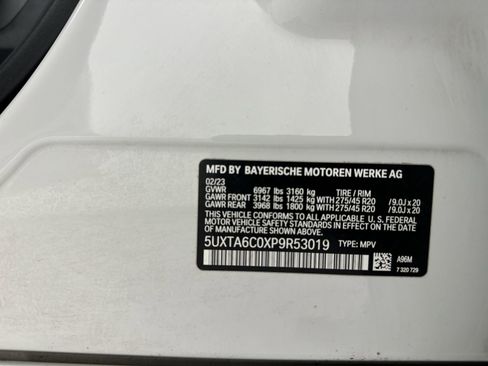 MFD BY BAYERISCHE MOTOREN WERKE AG
02/23
GVWR 6967 lbs 3160 kg TIRE / RIM
GAWR FRONT 3142 lbs 1425 kg WITH 275/45 R20 /9.0J x 20
GAWR REAR 3968 lbs 1800 kg WITH 275/45 R20 /9.0J x 20
THIS VEHICLE CONFORMS TO ALL APPLICABLE U. S. FEDERAL
MOTOR VEHICLE SAFETY STANDARDS IN EFFECT ON THE
DATE OF MANUFACTURE SHOWN ABOVE.
5UXTA6C0XP9R53019 TYPE: MPV
A96M
7 320 729